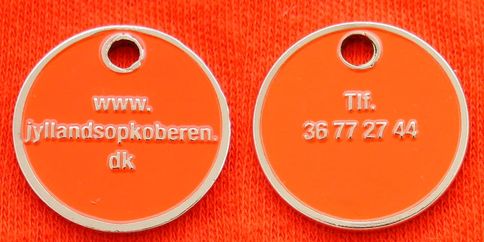 www.
jyllandsopkoberen.
dk
Tlf.
36 77 27 44